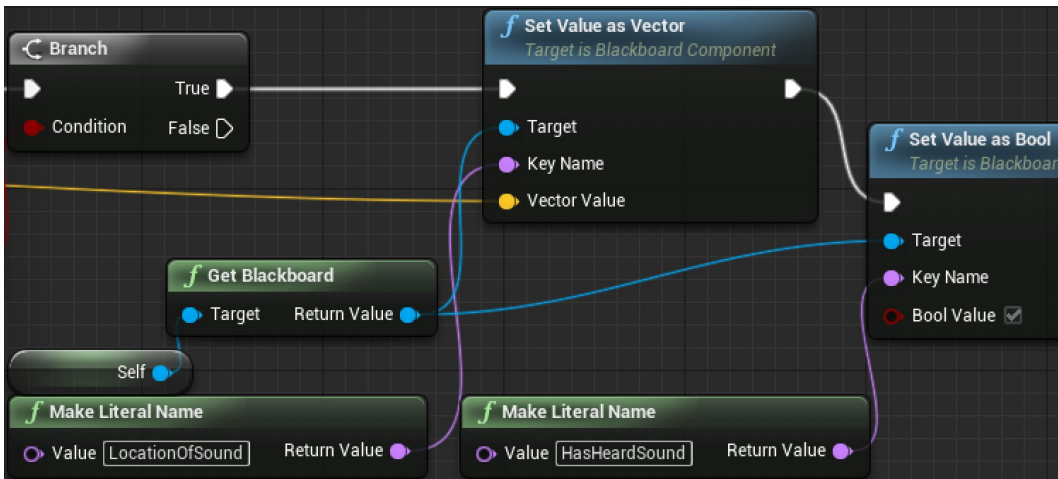 Branch
True
Condition
False
Set Value as Vector
Target is Blackboard Component
Target
Key Name
Vector Value
Set Value as Bool
Target is Blackboar
Target
Key Name
Bool Value
Get Blackboard
Target
Return Value
Self
Make Literal Name
Value LocationOfSound Return Value
Make Literal Name
Value HasHeardSound Return Value